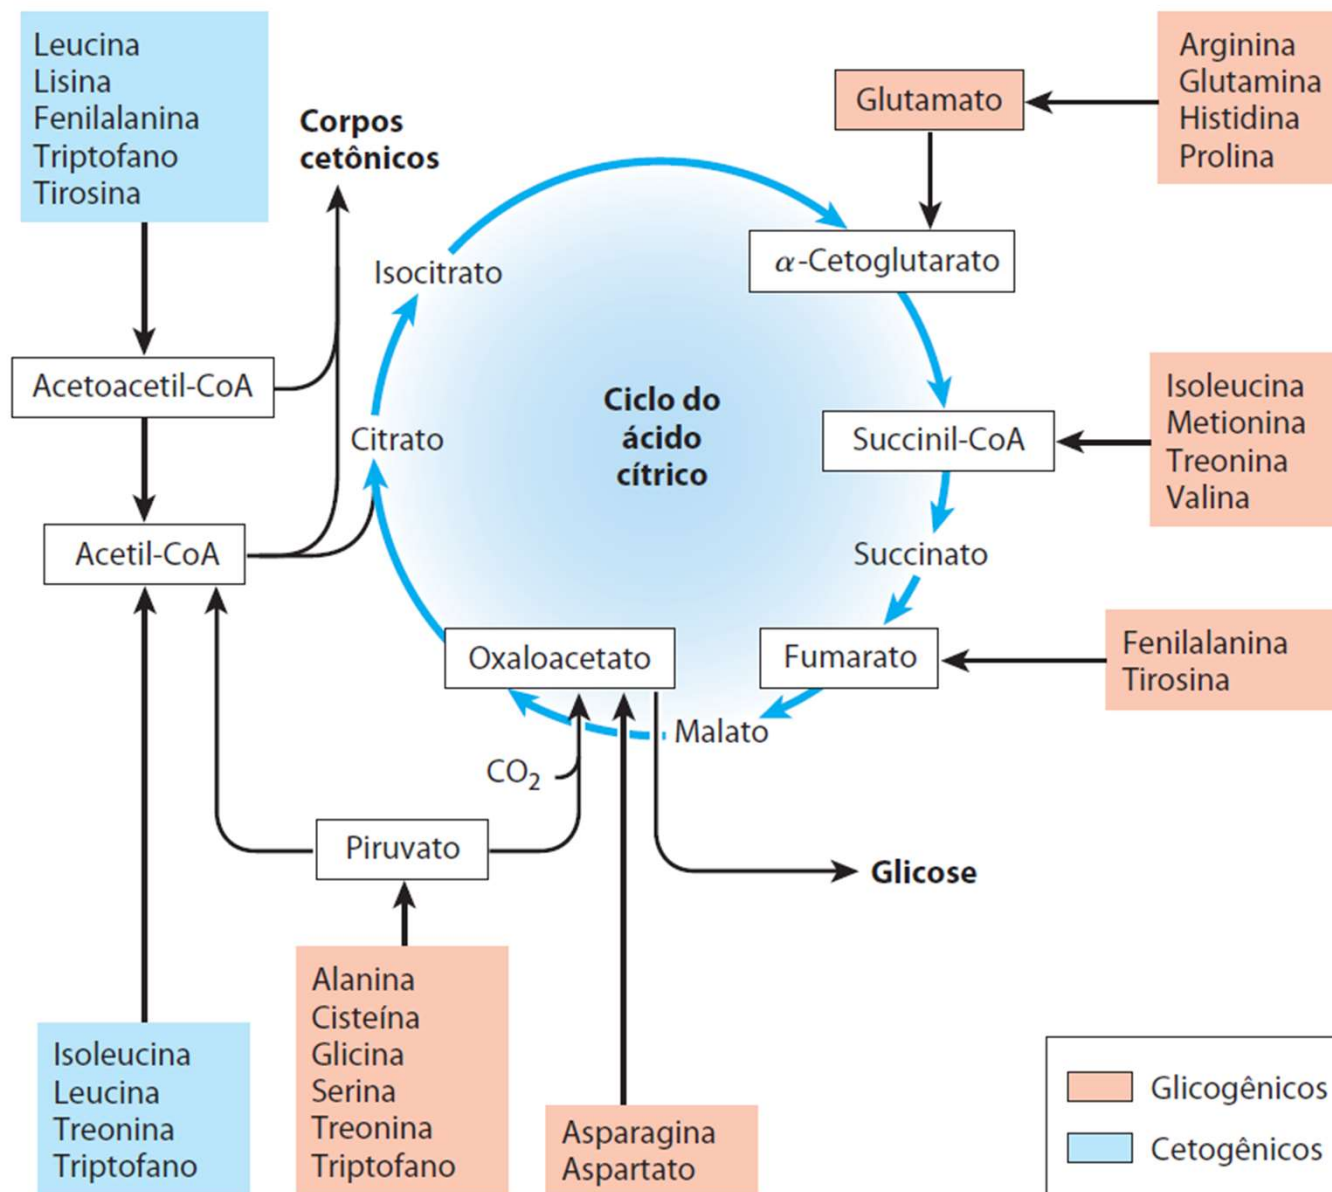 Leucina
Lisina
Fenilalanina
Triptofano
Tirosina
Corpos
cetônicos
Glutamato
Arginina
Glutamina
Histidina
Prolina
Isocitrato
α-Cetoglutarato
Acetoacetil-CoA
Citrato
Ciclo do
ácido
cítrico
Succinil-CoA
Isoleucina
Metionina
Treonina
Valina
Acetil-CoA
Succinato
Oxaloacetato
Fumarato
Fenilalanina
Tirosina
Malato
CO₂
Piruvato
Glicose
Isoleucina
Leucina
Treonina
Triptofano
Alanina
Cisteína
Glicina
Serina
Treonina
Triptofano
Asparagina
Aspartato
Glicogênicos
Cetogênicos